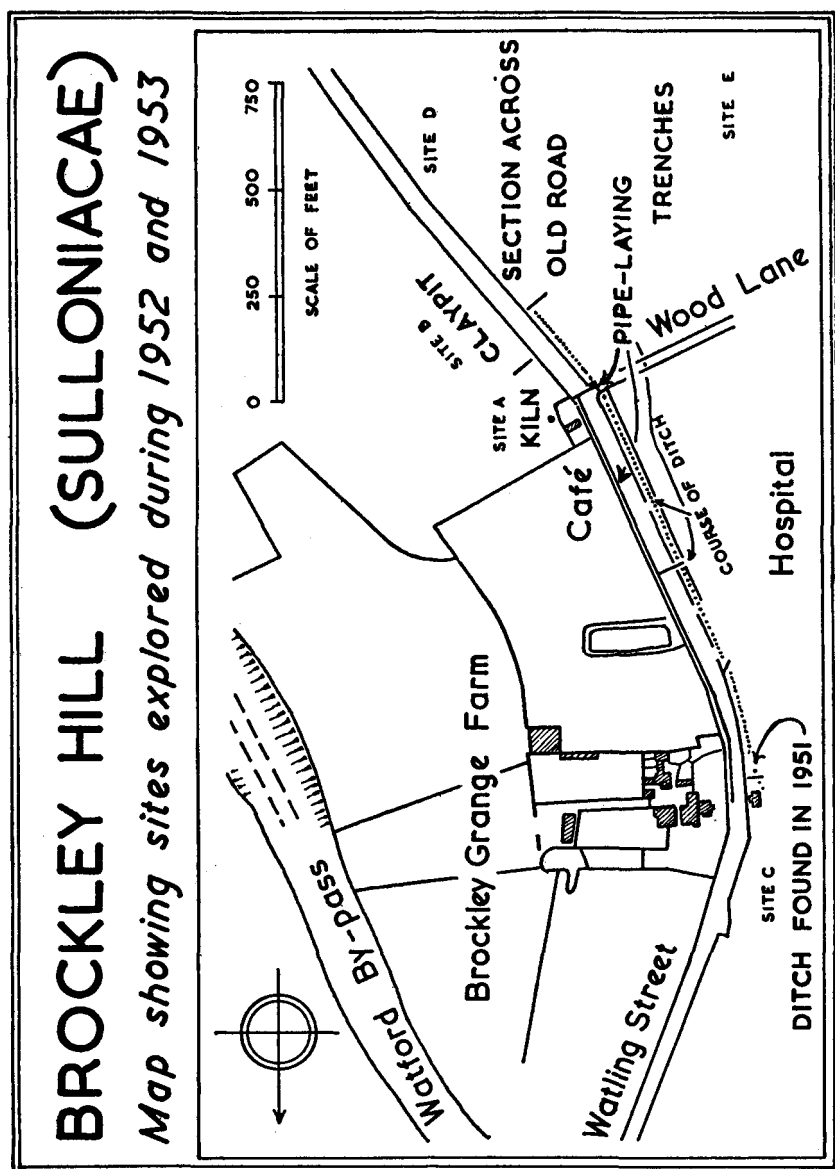 BROCKLEY HILL (SULLONIACAE)
Map showing sites explored during 1952 and 1953
0 250 500 750
SCALE OF FEET
Watford By-pass
SITE D
SITE B
CLAYPIT
SECTION ACROSS
OLD ROAD
SITE A
KILN
Brockley Grange Farm
Café
PIPE-LAYING
TRENCHES
SITE E
Wood Lane
COURSE OF DITCH
Hospital
Watling Street
SITE C
DITCH FOUND IN 1951